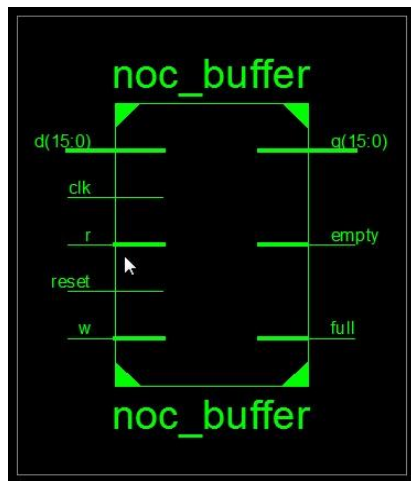 noc_buffer
d(15:0)
q(15:0)
clk
r
empty
reset
w
full
noc_buffer